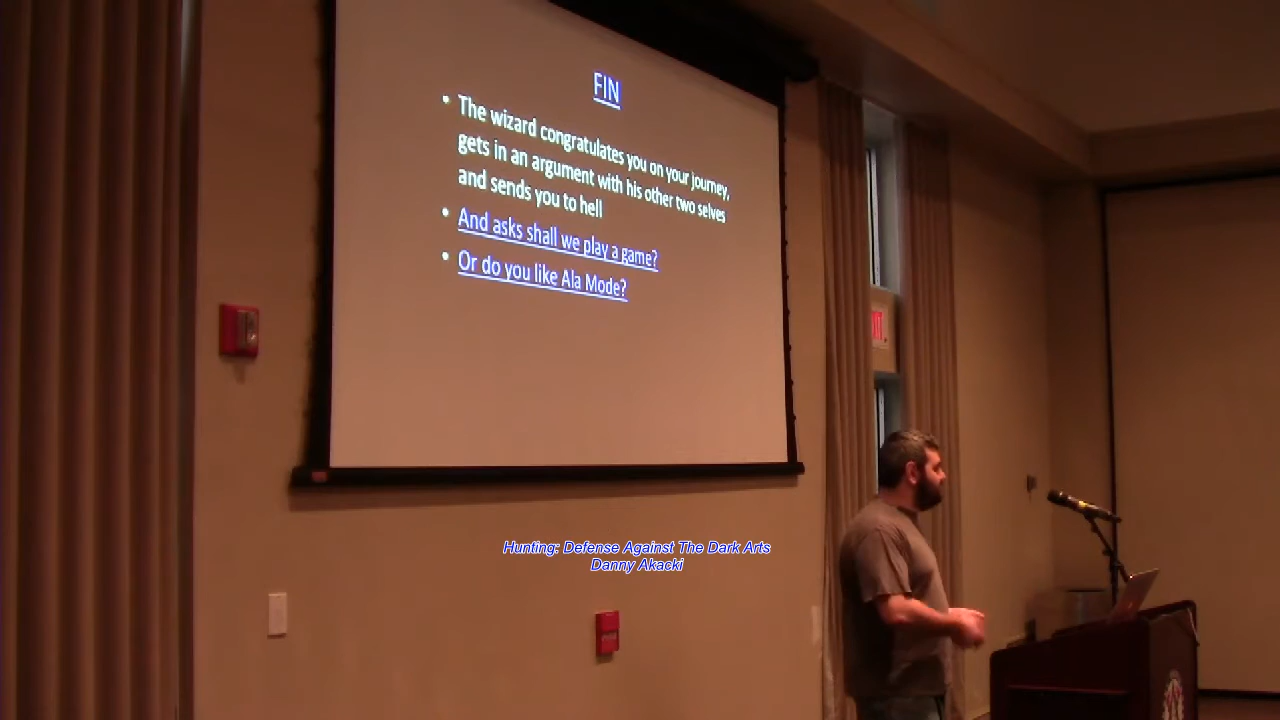 FIN
• The wizard congratulates you on your journey,
gets in an argument with his other two selves
and sends you to hell
• And asks shall we play a game?
• Or do you like Ala Mode?
Hunting: Defense Against The Dark Arts
Danny Akacki